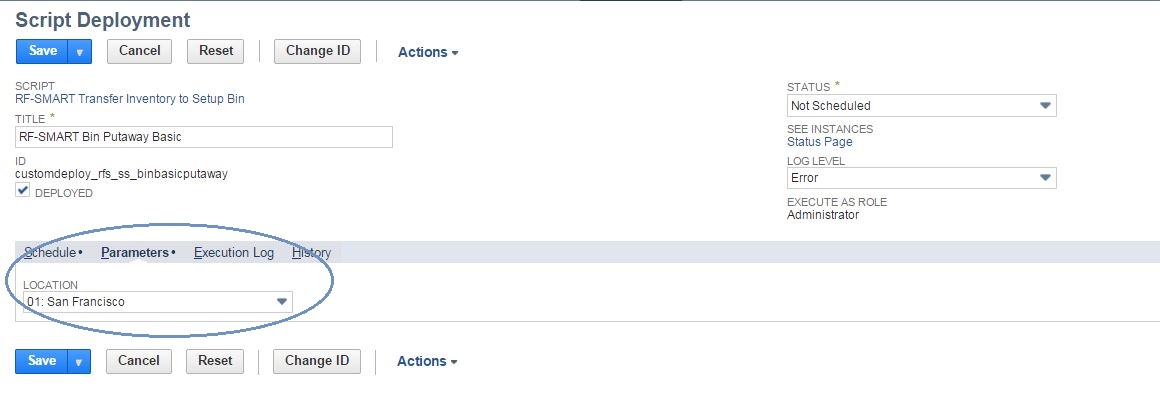 Script Deployment
Save Cancel Reset Change ID Actions
SCRIPT
RF-SMART Transfer Inventory to Setup Bin
TITLE *
RF-SMART Bin Putaway Basic
ID
customdeploy_rfs_ss_binbasicputaway
DEPLOYED
STATUS *
Not Scheduled
SEE INSTANCES
Status Page
LOG LEVEL
Error
EXECUTE AS ROLE
Administrator
Schedule • Parameters • Execution Log History
LOCATION
01: San Francisco
Save Cancel Reset Change ID Actions